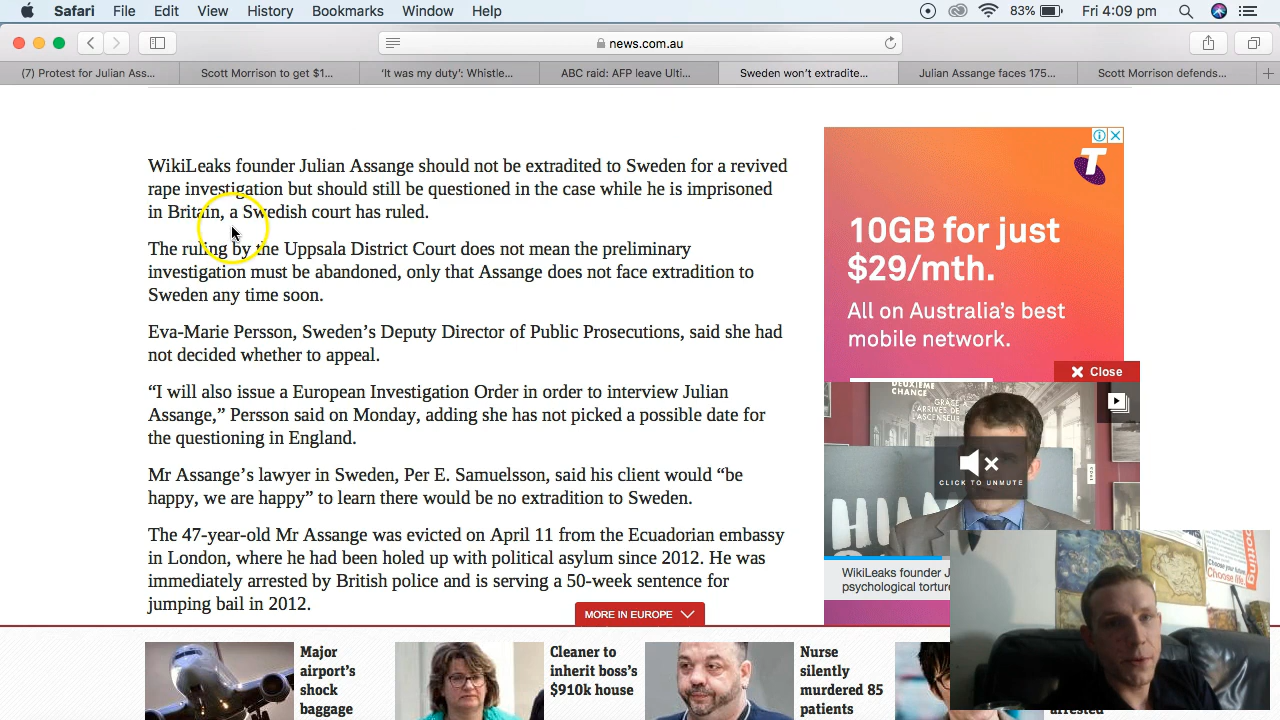 Safari File Edit View History Bookmarks Window Help 83% Fri 4:09 pm
news.com.au
(7) Protest for Julian Ass... Scott Morrison to get $1... 'It was my duty': Whistle... ABC raid: AFP leave Ulti... Sweden won't extradite... Julian Assange faces 175... Scott Morrison defends...
WikiLeaks founder Julian Assange should not be extradited to Sweden for a revived
rape investigation but should still be questioned in the case while he is imprisoned
in Britain, a Swedish court has ruled.
The ruling by the Uppsala District Court does not mean the preliminary
investigation must be abandoned, only that Assange does not face extradition to
Sweden any time soon.
Eva-Marie Persson, Sweden's Deputy Director of Public Prosecutions, said she had
not decided whether to appeal.
“I will also issue a European Investigation Order in order to interview Julian
Assange,” Persson said on Monday, adding she has not picked a possible date for
the questioning in England.
Mr Assange's lawyer in Sweden, Per E. Samuelsson, said his client would “be
happy, we are happy” to learn there would be no extradition to Sweden.
The 47-year-old Mr Assange was evicted on April 11 from the Ecuadorian embassy
in London, where he had been holed up with political asylum since 2012. He was
immediately arrested by British police and is serving a 50-week sentence for
jumping bail in 2012.
T
10GB for just
$29/mth.
All on Australia's best
mobile network.
Close
DEUXIÈME
CHANCE
GRÂCE À
L'ARRIVÉE DE
L'ASCENSEUR
CLICK TO UNMUTE
WikiLeaks founder J
psychological torture
Choose your
future
Choose life.
MORE IN EUROPE
Major
airport's
shock
baggage
Cleaner to
inherit boss's
$910k house
Nurse
silently
murdered 85
patients